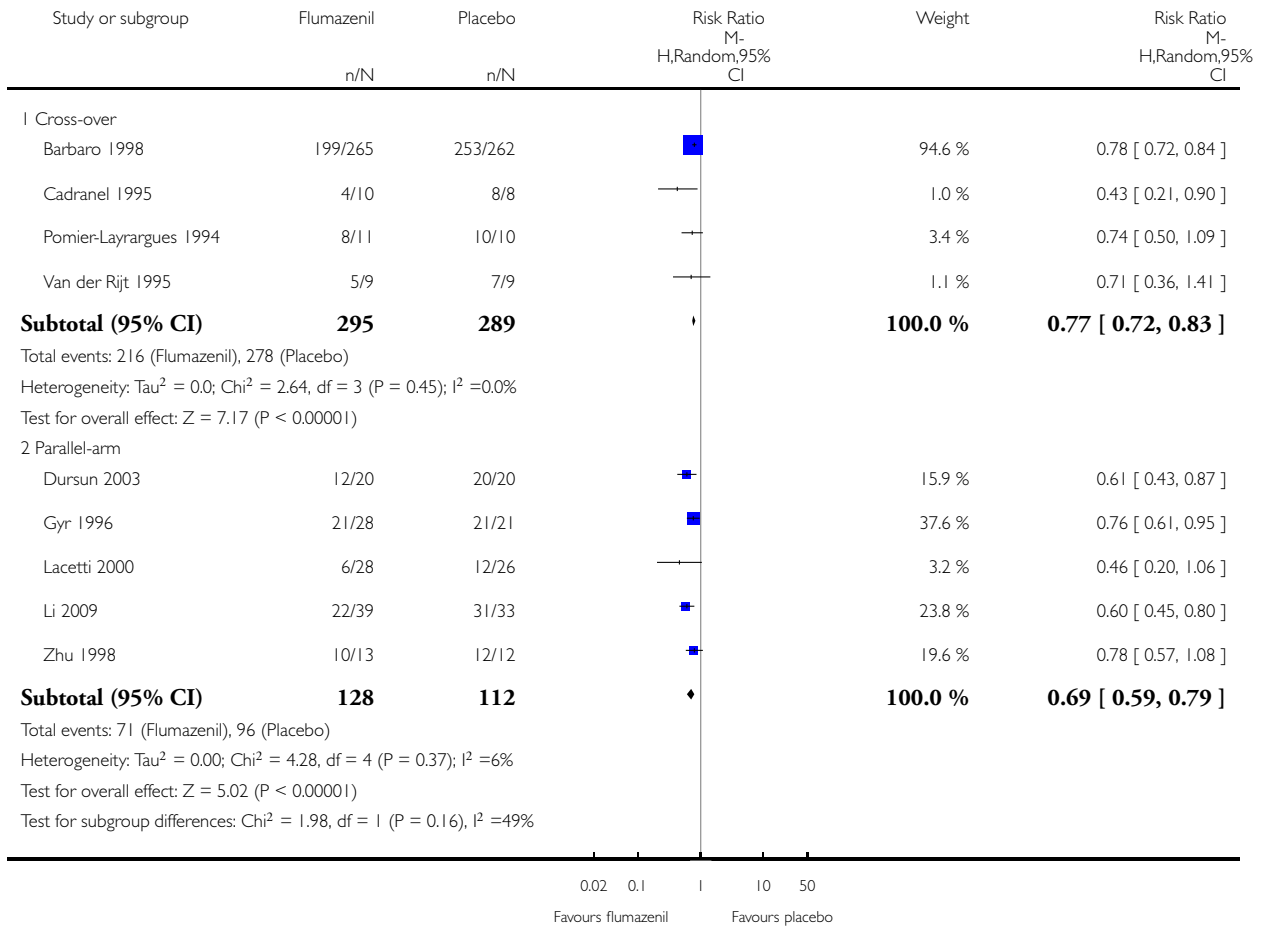 Study or subgroup Flumazenil Placebo Risk Ratio Weight Risk Ratio
M- M-
H,Random,95% H,Random,95%
n/N n/N CI CI
1 Cross-over
Barbaro 1998 199/265 253/262 94.6 % 0.78 [ 0.72, 0.84 ]
Cadranel 1995 4/10 8/8 1.0 % 0.43 [ 0.21, 0.90 ]
Pomier-Layrargues 1994 8/11 10/10 3.4 % 0.74 [ 0.50, 1.09 ]
Van der Rijt 1995 5/9 7/9 1.1 % 0.71 [ 0.36, 1.41 ]
Subtotal (95% CI) 295 289 100.0 % 0.77 [ 0.72, 0.83 ]
Total events: 216 (Flumazenil), 278 (Placebo)
Heterogeneity: Tau² = 0.0; Chi² = 2.64, df = 3 (P = 0.45); I² =0.0%
Test for overall effect: Z = 7.17 (P < 0.00001)
2 Parallel-arm
Dursun 2003 12/20 20/20 15.9 % 0.61 [ 0.43, 0.87 ]
Gyr 1996 21/28 21/21 37.6 % 0.76 [ 0.61, 0.95 ]
Lacetti 2000 6/28 12/26 3.2 % 0.46 [ 0.20, 1.06 ]
Li 2009 22/39 31/33 23.8 % 0.60 [ 0.45, 0.80 ]
Zhu 1998 10/13 12/12 19.6 % 0.78 [ 0.57, 1.08 ]
Subtotal (95% CI) 128 112 100.0 % 0.69 [ 0.59, 0.79 ]
Total events: 71 (Flumazenil), 96 (Placebo)
Heterogeneity: Tau² = 0.00; Chi² = 4.28, df = 4 (P = 0.37); I² =6%
Test for overall effect: Z = 5.02 (P < 0.00001)
Test for subgroup differences: Chi² = 1.98, df = 1 (P = 0.16), I² =49%
0.02 0.1 1 10 50
Favours flumazenil Favours placebo